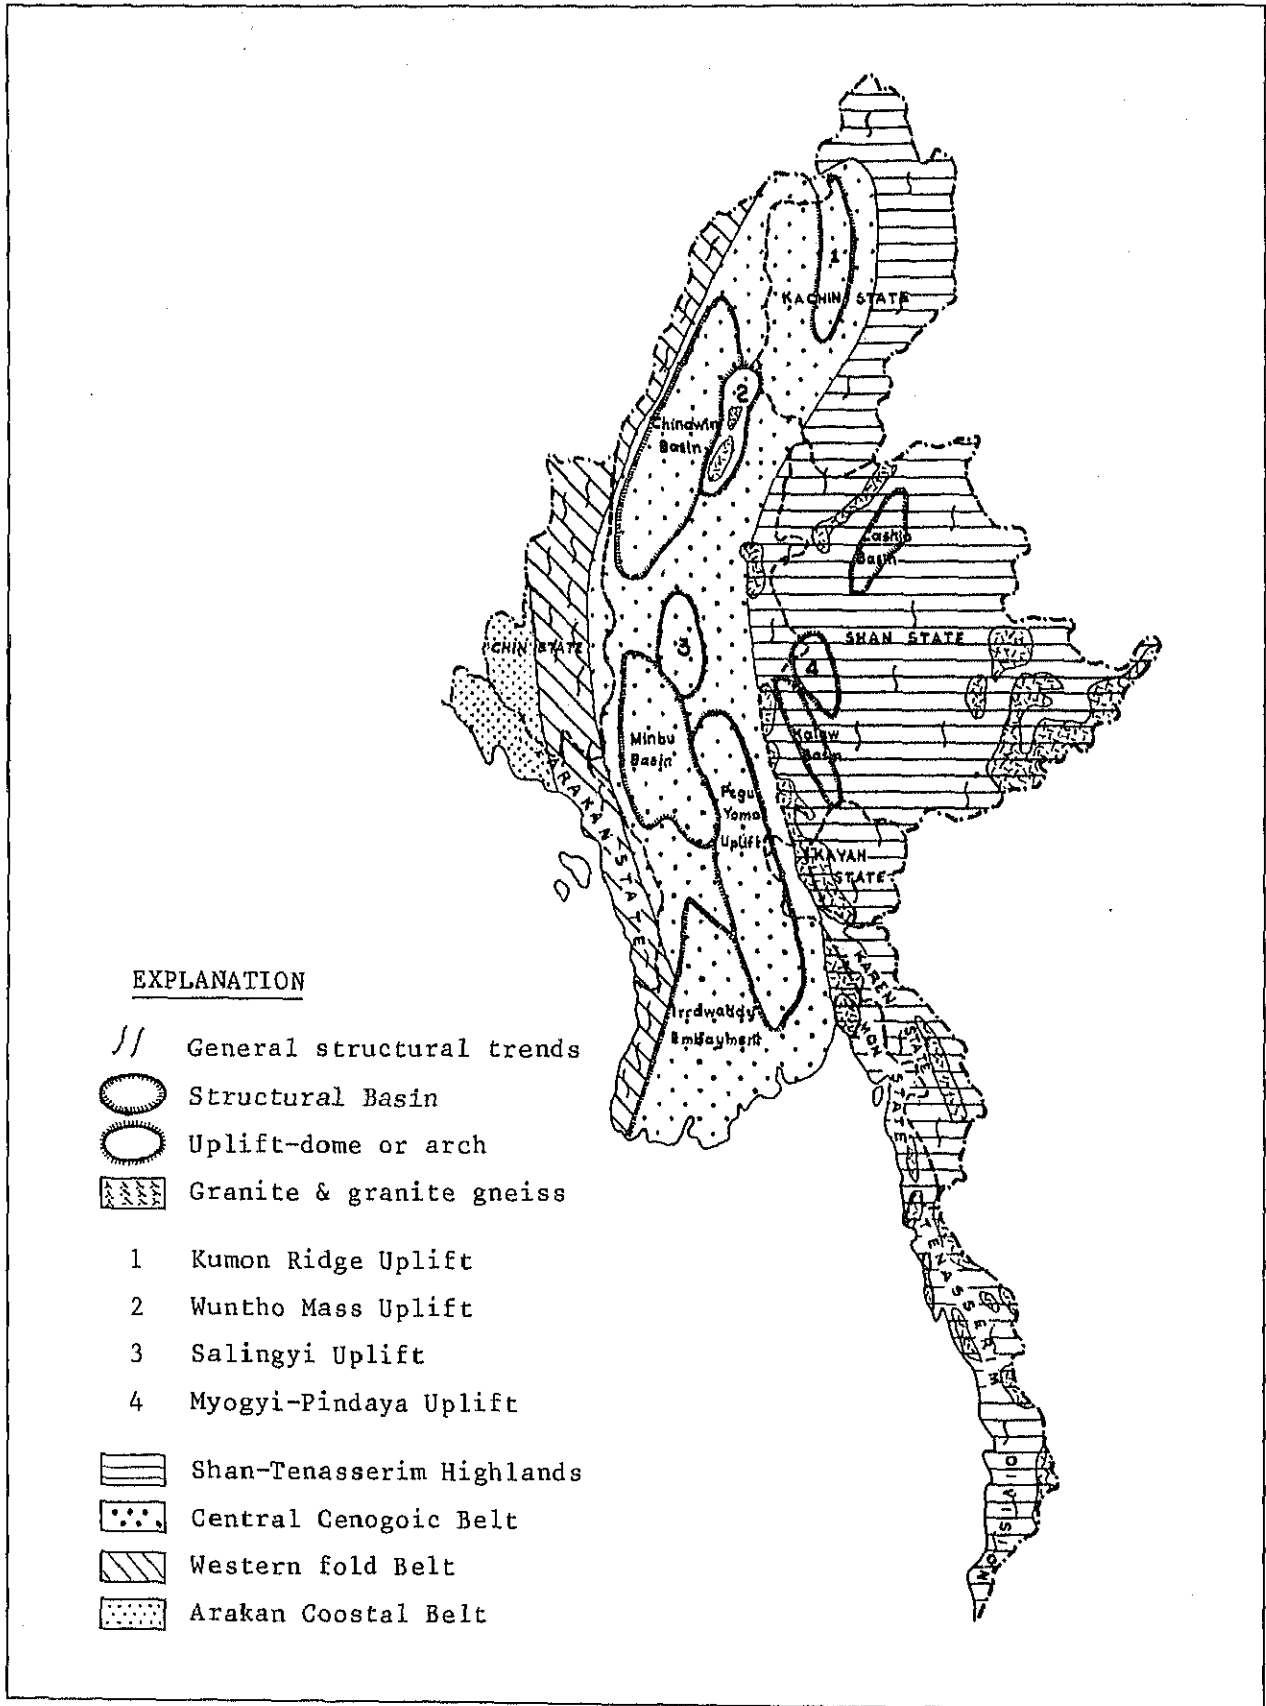 KACHIN STATE
1
2
Chindwin
Basin
Lashio
Basin
SHAN STATE
CHIN STATE
3
4
Minbu
Basin
Kalaw
Basin
ARAKAN STATE
Pegu
Yoma
Uplift
KAYAH
STATE
KAREN STATE
MON STATE
Irrdwaddy
Embayment
TENASSERIM DIVISION
EXPLANATION
General structural trends
Structural Basin
Uplift-dome or arch
Granite & granite gneiss
1 Kumon Ridge Uplift
2 Wuntho Mass Uplift
3 Salingyi Uplift
4 Myogyi-Pindaya Uplift
Shan-Tenasserim Highlands
Central Cenogoic Belt
Western fold Belt
Arakan Coostal Belt